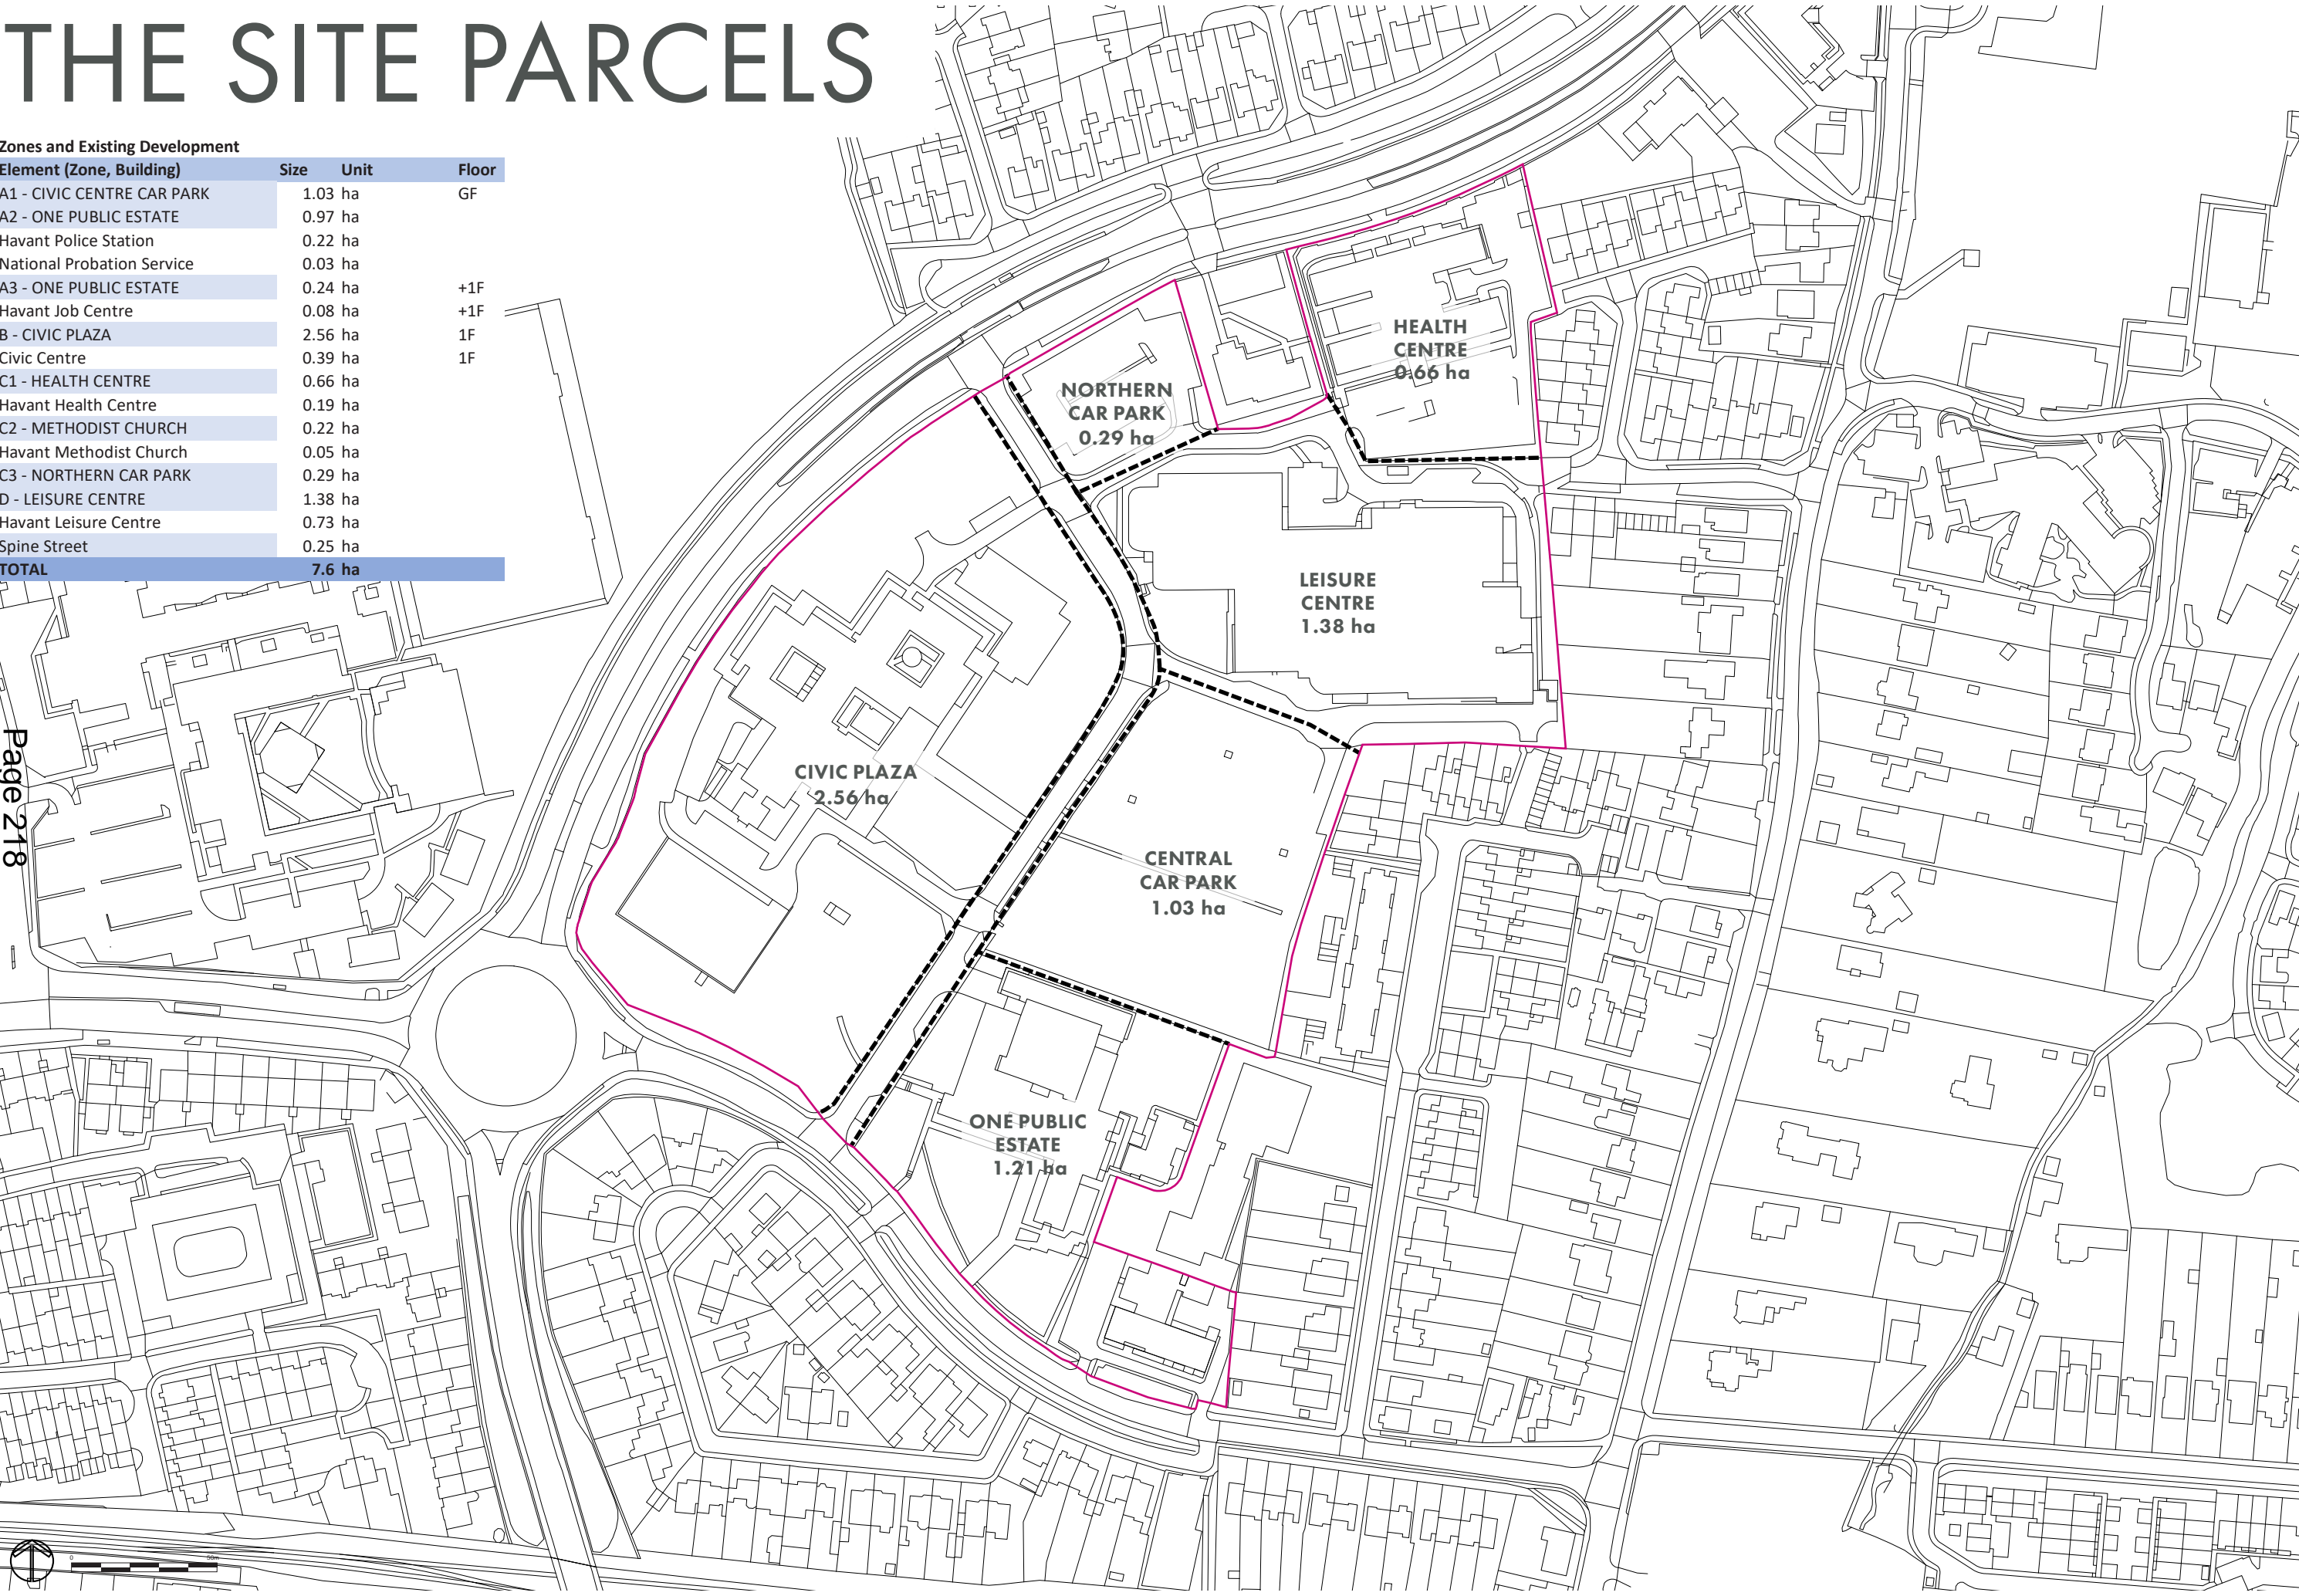 THE SITE PARCELS
Zones and Existing Development
Element (Zone, Building) Size Unit Floor
A1 - CIVIC CENTRE CAR PARK 1.03 ha GF
A2 - ONE PUBLIC ESTATE 0.97 ha
Havant Police Station 0.22 ha
National Probation Service 0.03 ha
A3 - ONE PUBLIC ESTATE 0.24 ha +1F
Havant Job Centre 0.08 ha +1F
B - CIVIC PLAZA 2.56 ha 1F
Civic Centre 0.39 ha 1F
C1 - HEALTH CENTRE 0.66 ha
Havant Health Centre 0.19 ha
C2 - METHODIST CHURCH 0.22 ha
Havant Methodist Church 0.05 ha
C3 - NORTHERN CAR PARK 0.29 ha
D - LEISURE CENTRE 1.38 ha
Havant Leisure Centre 0.73 ha
Spine Street 0.25 ha
TOTAL 7.6 ha
HEALTH
CENTRE
0.66 ha
NORTHERN
CAR PARK
0.29 ha
LEISURE
CENTRE
1.38 ha
CIVIC PLAZA
2.56 ha
CENTRAL
CAR PARK
1.03 ha
ONE PUBLIC
ESTATE
1.21 ha
Page 218
0 50m